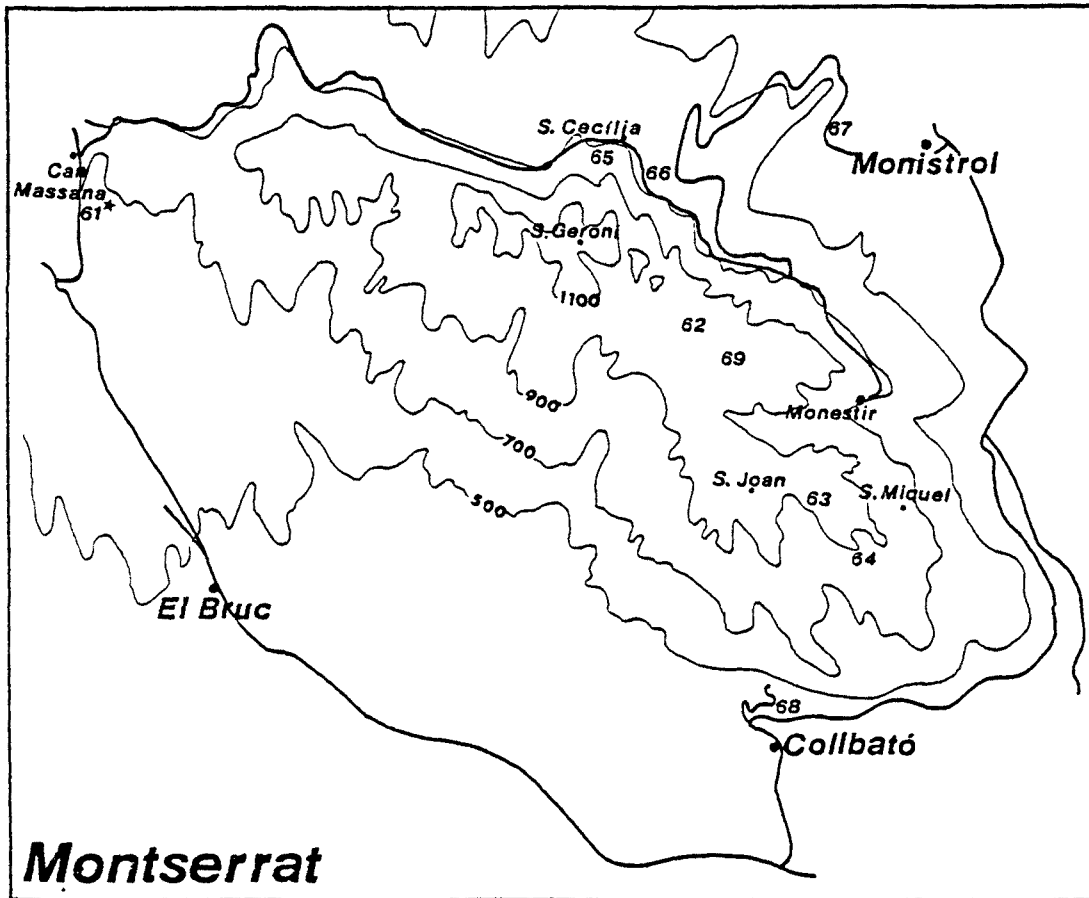 S. Cecília
67
65
66
Monistrol
Can
Massana
61
S. Geroni
1100
62
69
900
Monestir
700
S. Joan
63
S. Miquel
500
64
El Bruc
68
Collbató
Montserrat